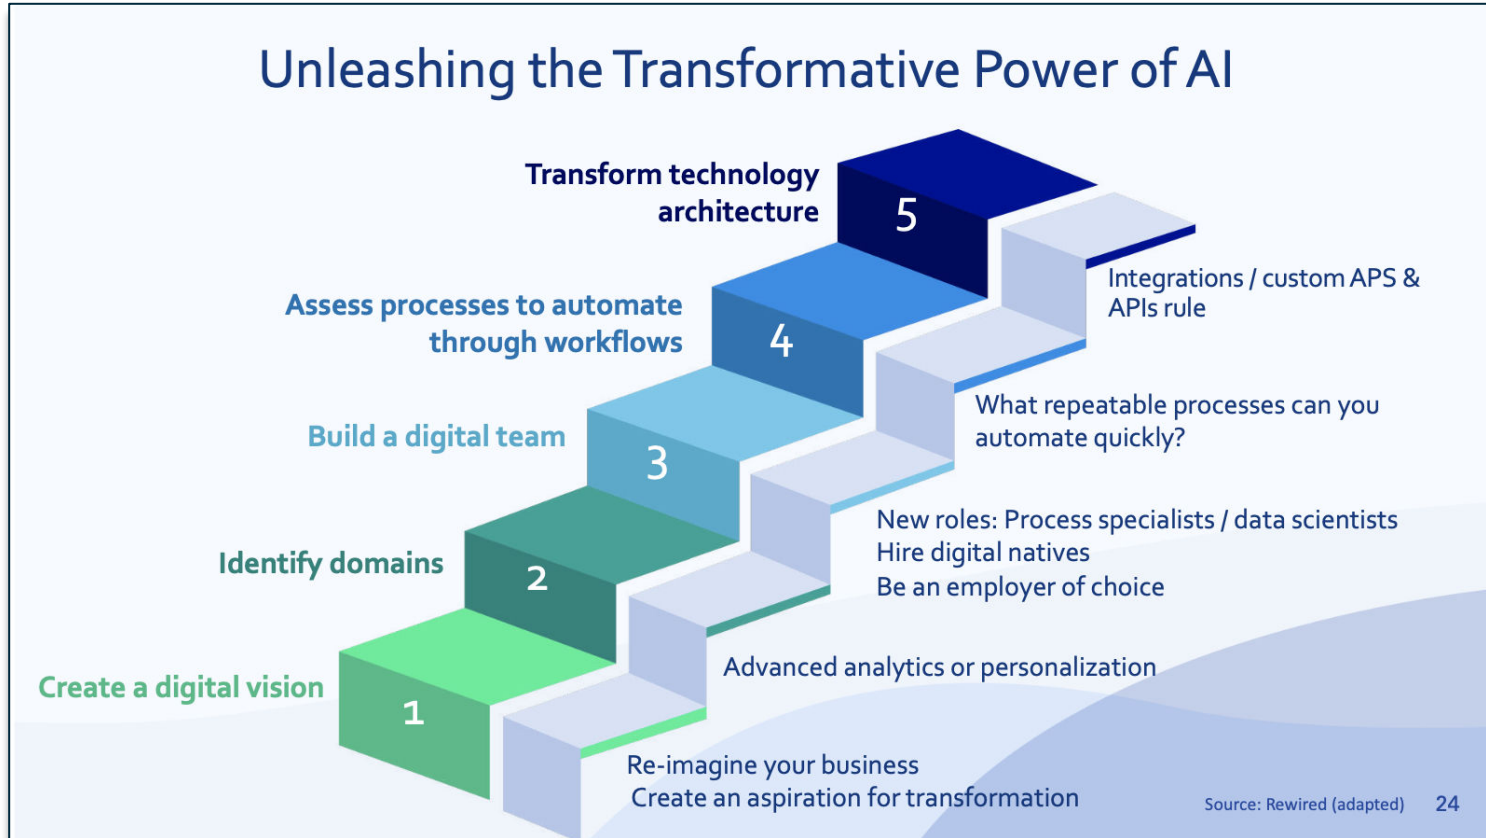 Unleashing the Transformative Power of AI
Transform technology
architecture
5
Integrations / custom APS &
APIs rule
Assess processes to automate
through workflows
4
What repeatable processes can you
automate quickly?
Build a digital team
3
New roles: Process specialists / data scientists
Hire digital natives
Be an employer of choice
Identify domains
2
Advanced analytics or personalization
Create a digital vision
1
Re-imagine your business
Create an aspiration for transformation
Source: Rewired (adapted) 24